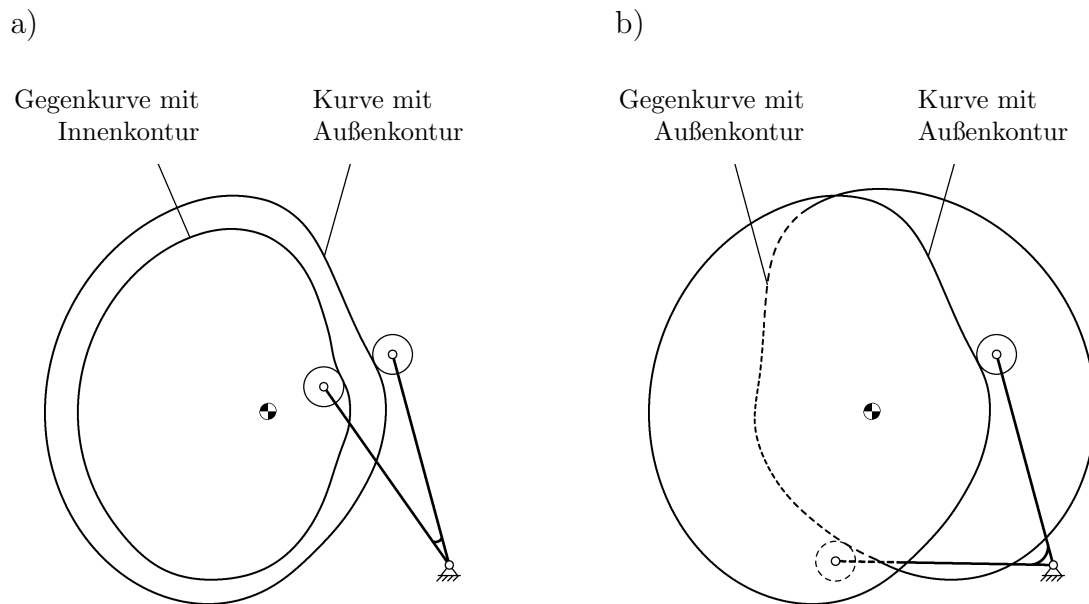 a)
b)
Gegenkurve mit
Innenkontur
Kurve mit
Außenkontur
Gegenkurve mit
Außenkontur
Kurve mit
Außenkontur